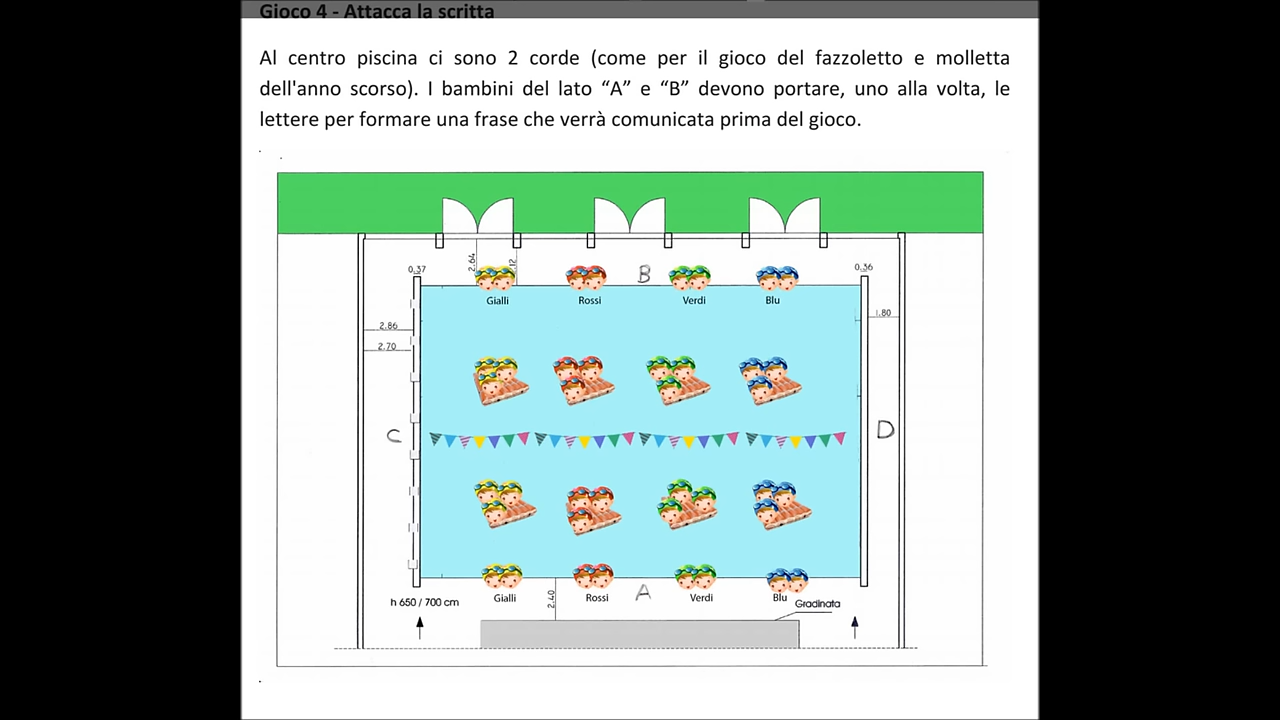 Gioco 4 - Attacca la scritta
Al centro piscina ci sono 2 corde (come per il gioco del fazzoletto e molletta
dell'anno scorso). I bambini del lato “A” e “B” devono portare, uno alla volta, le
lettere per formare una frase che verrà comunicata prima del gioco.
0.37
2.64
12
B
0.36
Gialli
Rossi
Verdi
Blu
2.86
1.80
2.70
C
D
h 650 / 700 cm
Gialli
2.40
Rossi
A
Verdi
Blu
Gradinata